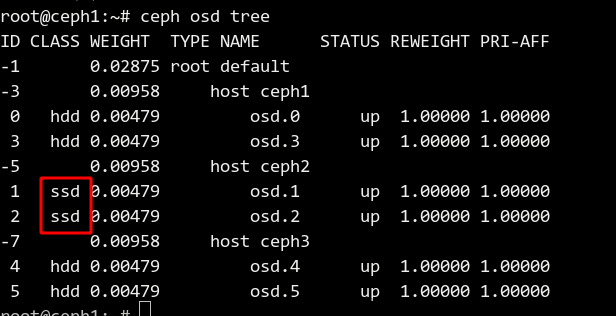 root@ceph1:~# ceph osd tree
ID CLASS WEIGHT  TYPE NAME      STATUS REWEIGHT PRI-AFF
-1       0.02875 root default
-3       0.00958     host ceph1
 0   hdd 0.00479         osd.0      up  1.00000 1.00000
 3   hdd 0.00479         osd.3      up  1.00000 1.00000
-5       0.00958     host ceph2
 1   ssd 0.00479         osd.1      up  1.00000 1.00000
 2   ssd 0.00479         osd.2      up  1.00000 1.00000
-7       0.00958     host ceph3
 4   hdd 0.00479         osd.4      up  1.00000 1.00000
 5   hdd 0.00479         osd.5      up  1.00000 1.00000
root@ceph1:~#